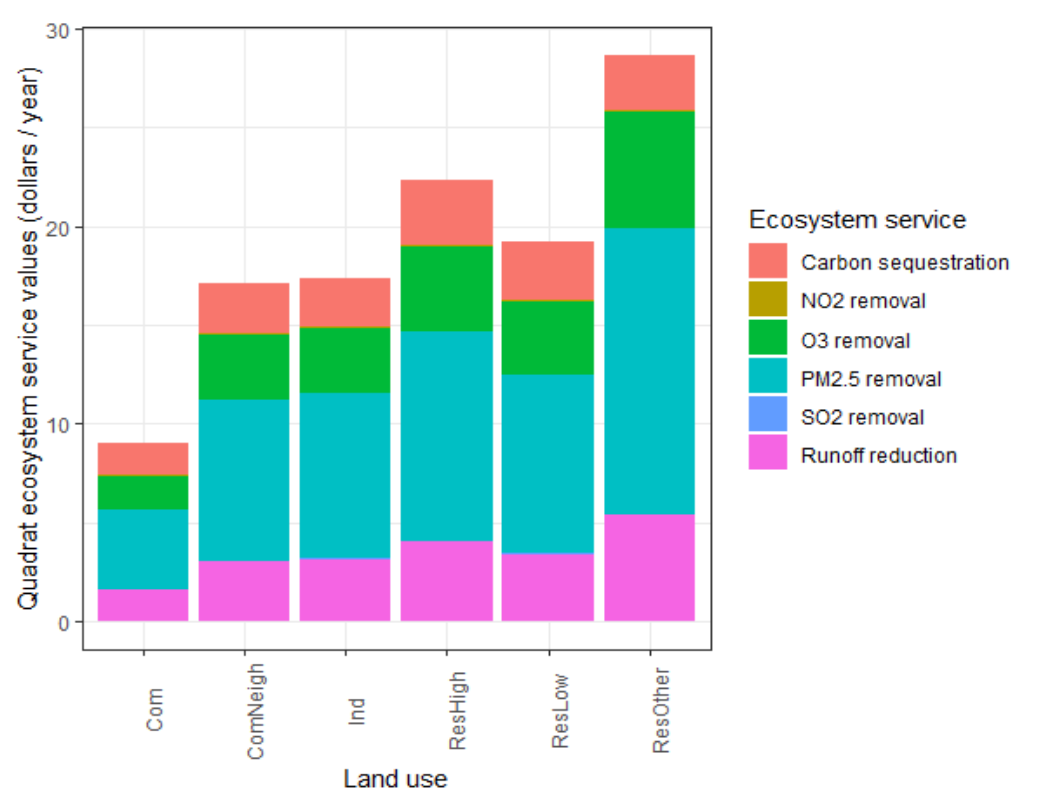 Quadrat ecosystem service values (dollars / year)
30
20
10
0
Com
ComNeigh
Ind
ResHigh
ResLow
ResOther
Land use
Ecosystem service
Carbon sequestration
NO2 removal
O3 removal
PM2.5 removal
SO2 removal
Runoff reduction